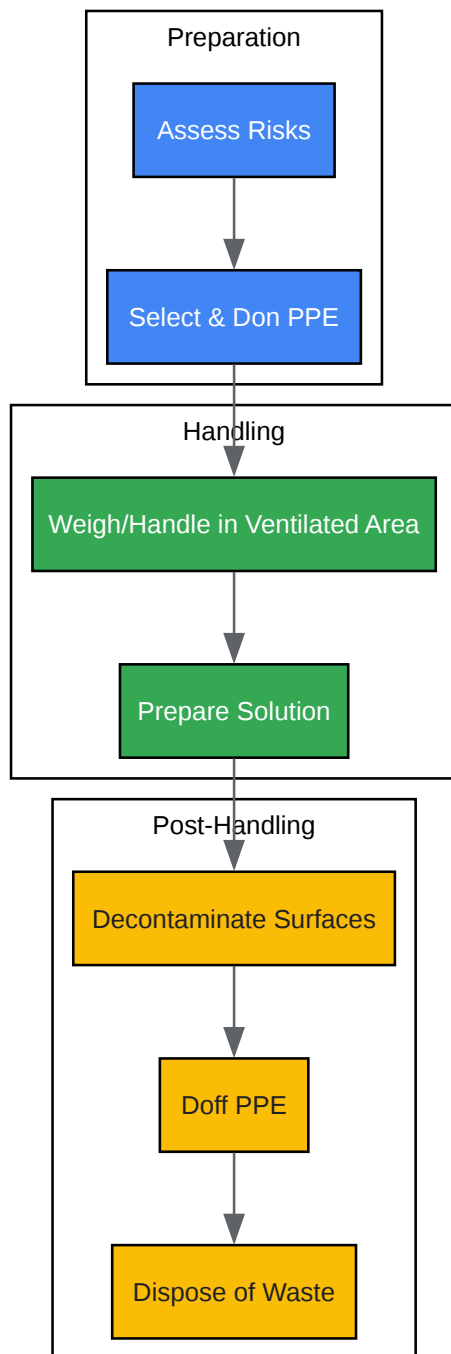 Preparation
Assess Risks
Select & Don PPE
Handling
Weigh/Handle in Ventilated Area
Prepare Solution
Post-Handling
Decontaminate Surfaces
Doff PPE
Dispose of Waste